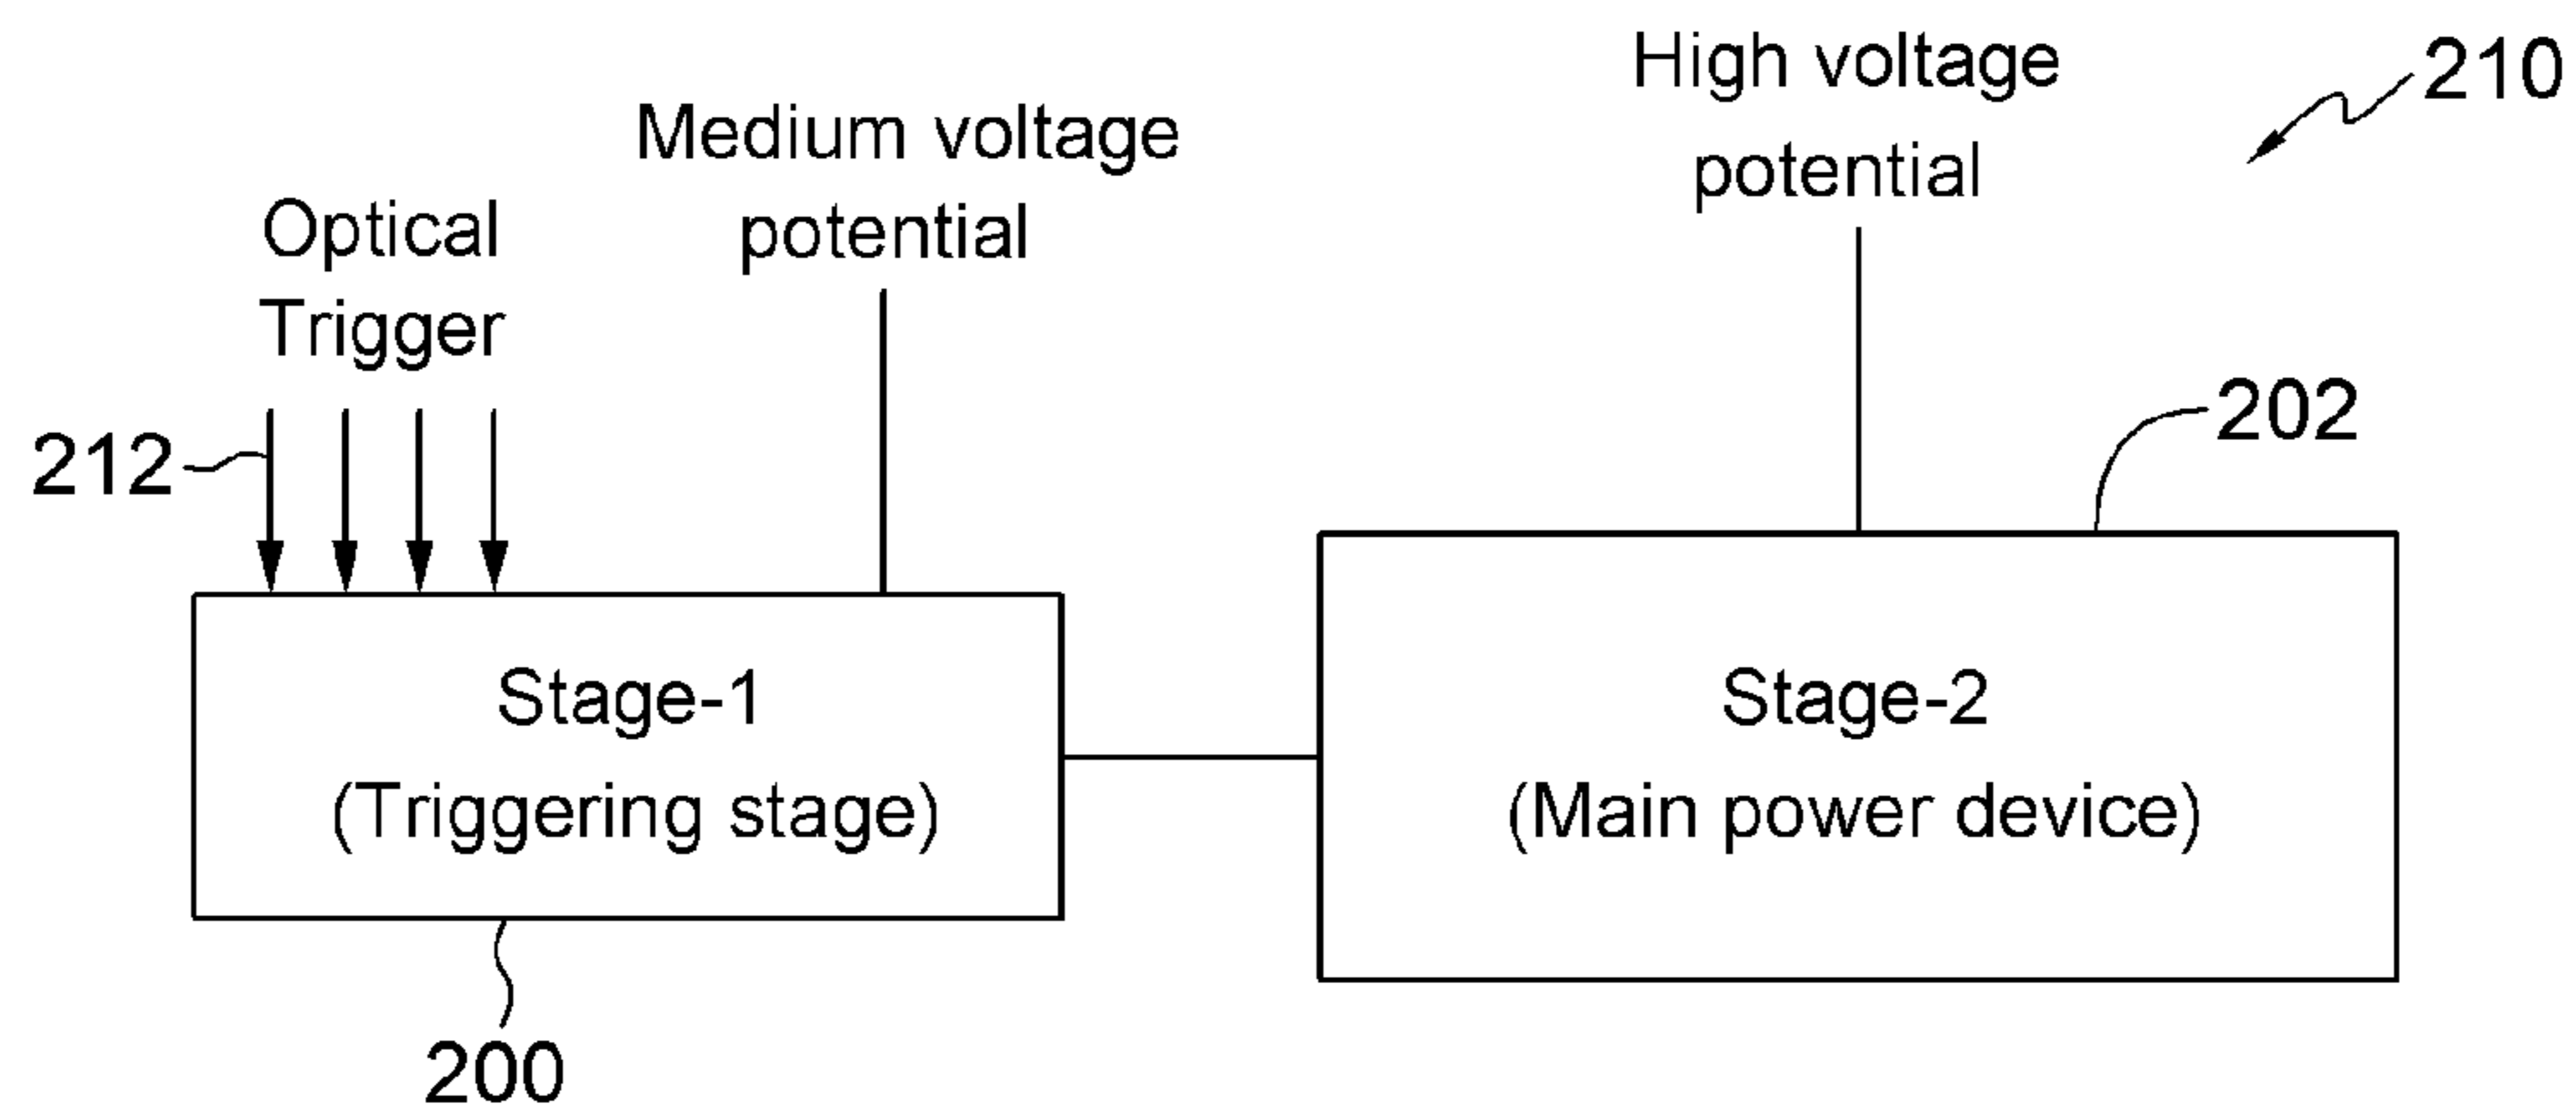 High voltage
potential
210
Medium voltage
potential
Optical
Trigger
212
202
Stage-1
(Triggering stage)
Stage-2
(Main power device)
200